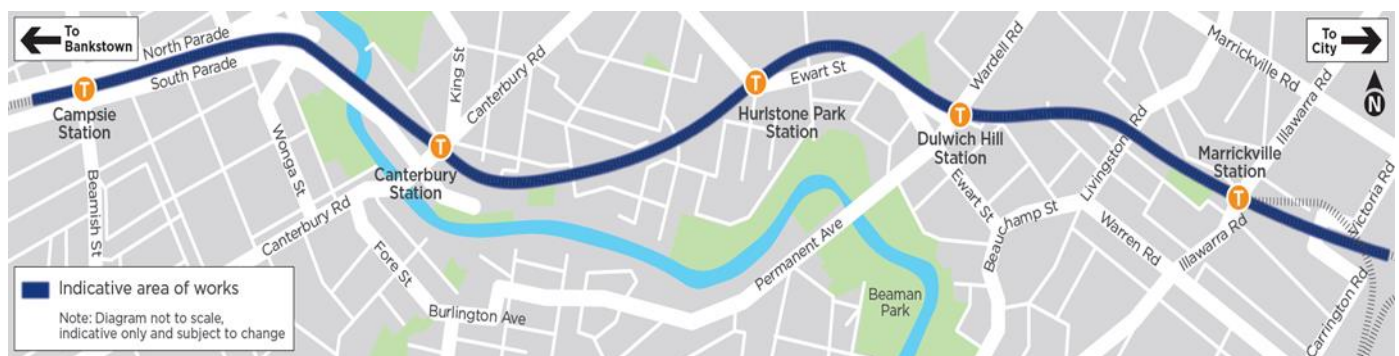 To
Bankstown
North Parade
South Parade
Campsie
Station
Beamish St
Wonga St
Canterbury Rd
King St
Canterbury Rd
Canterbury
Station
Fore St
Burlington Ave
Hurlstone Park
Station
Ewart St
Wardell Rd
Dulwich Hill
Station
Permanent Ave
Beaman
Park
Ewart St
Beauchamp St
Livingston Rd
Warren Rd
Marrickville Rd
Illawarra Rd
Marrickville
Station
Illawarra Rd
Victoria Rd
Carrington Rd
To
City
N
T
T
T
T
T
Indicative area of works
Note: Diagram not to scale,
indicative only and subject to change